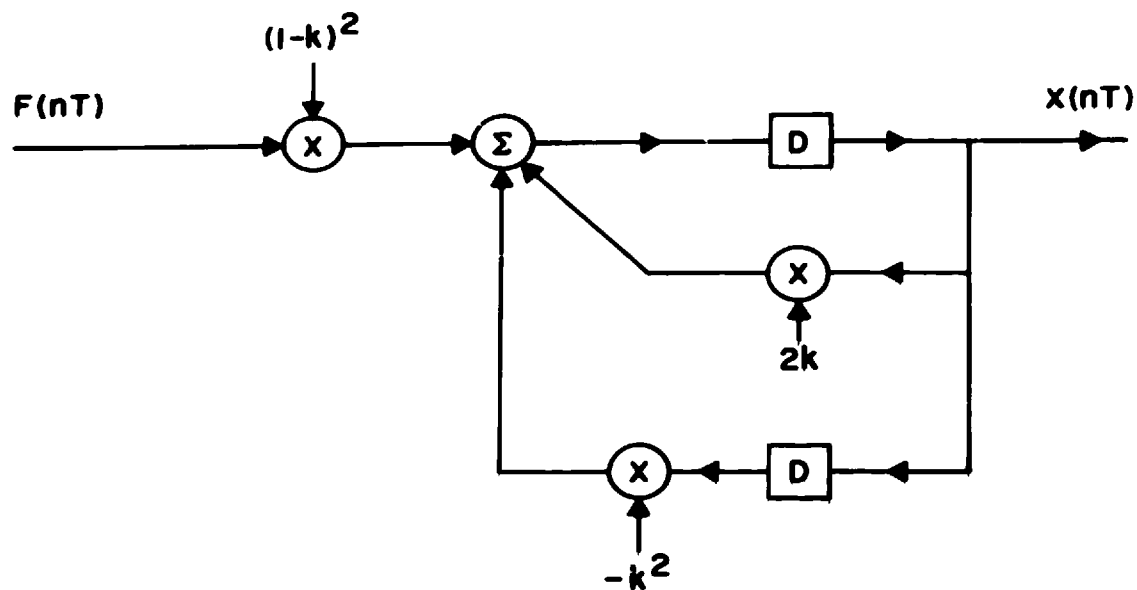 (1-k)²
F(nT)
X(nT)
X
Σ
D
X
2k
X
D
-k²